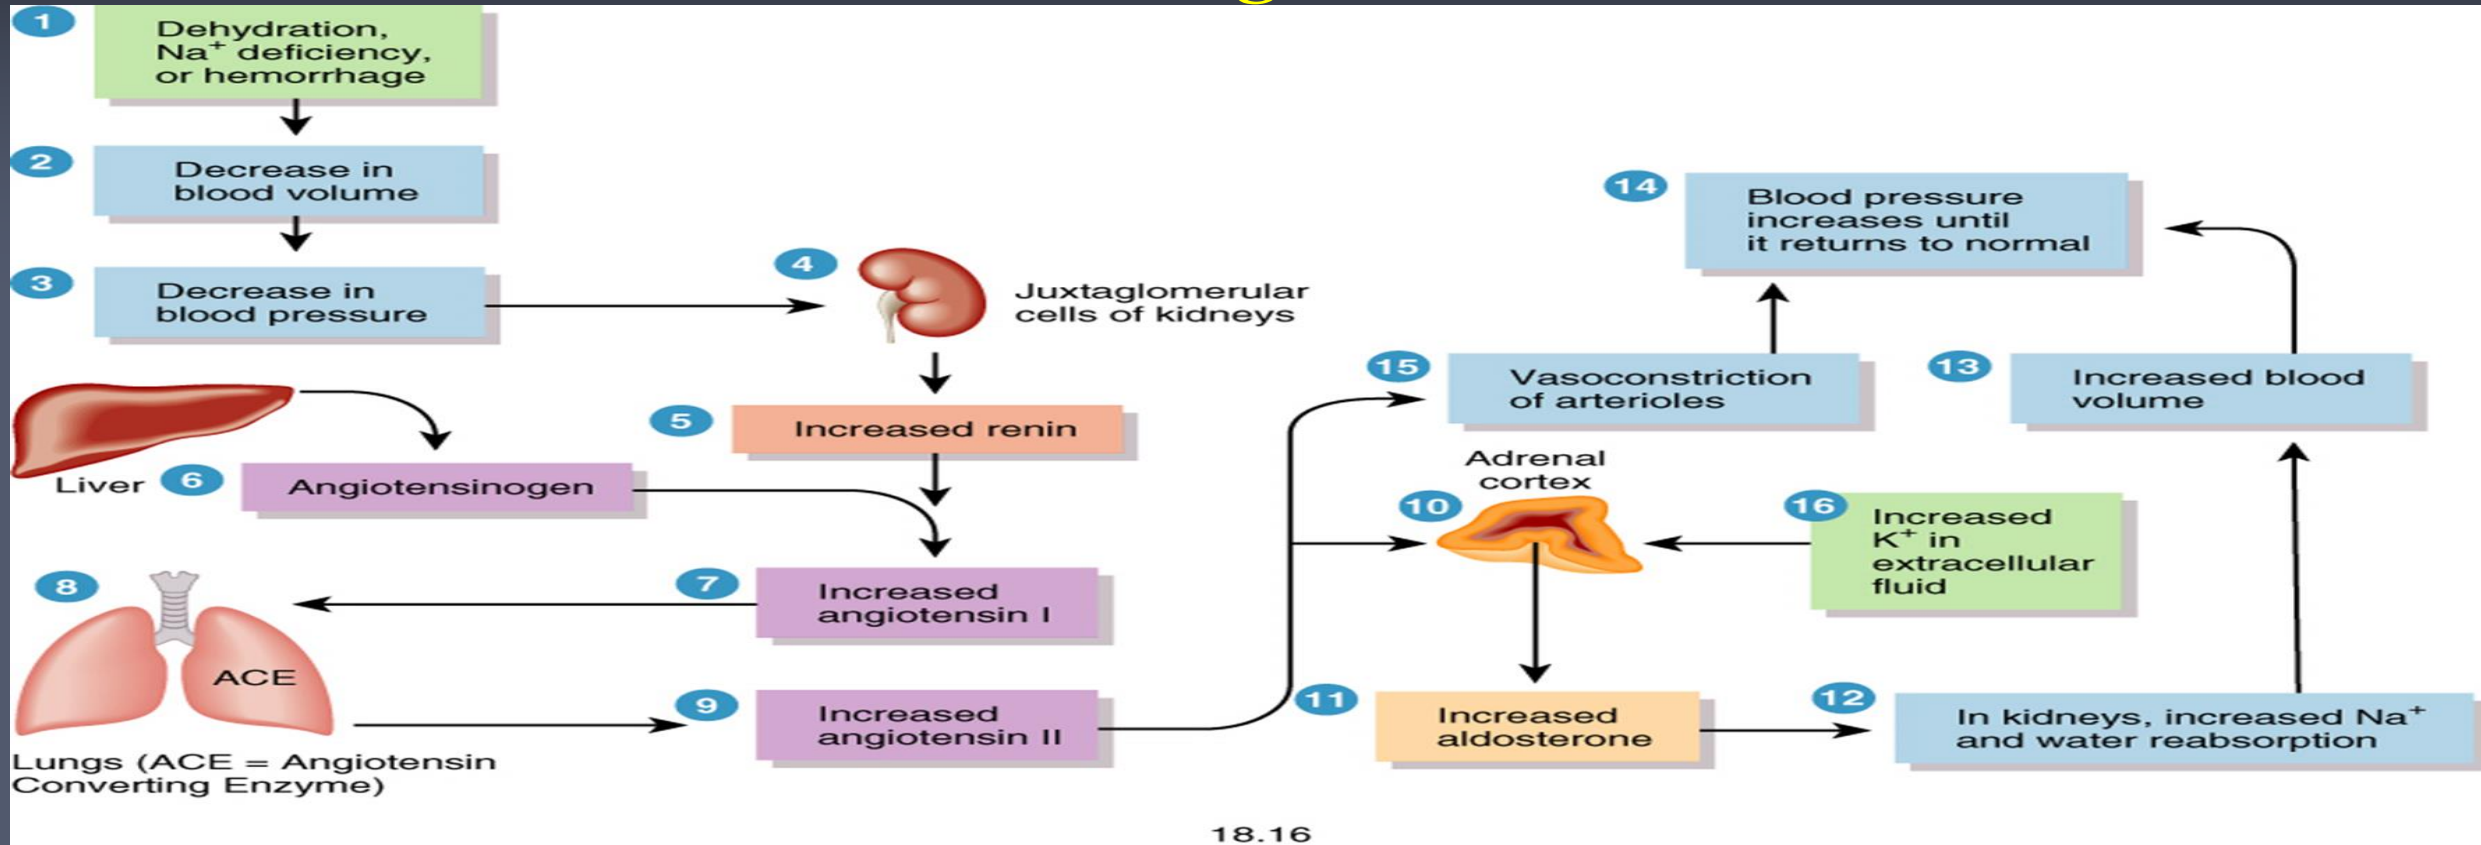 1
Dehydration,
Na⁺ deficiency,
or hemorrhage
2
Decrease in
blood volume
3
Decrease in
blood pressure
4
Juxtaglomerular
cells of kidneys
5
Increased renin
Liver
6
Angiotensinogen
7
Increased
angiotensin I
8
ACE
Lungs (ACE = Angiotensin
Converting Enzyme)
9
Increased
angiotensin II
10
Adrenal
cortex
11
Increased
aldosterone
12
In kidneys, increased Na⁺
and water reabsorption
13
Increased blood
volume
14
Blood pressure
increases until
it returns to normal
15
Vasoconstriction
of arterioles
16
Increased
K⁺ in
extracellular
fluid
18.16